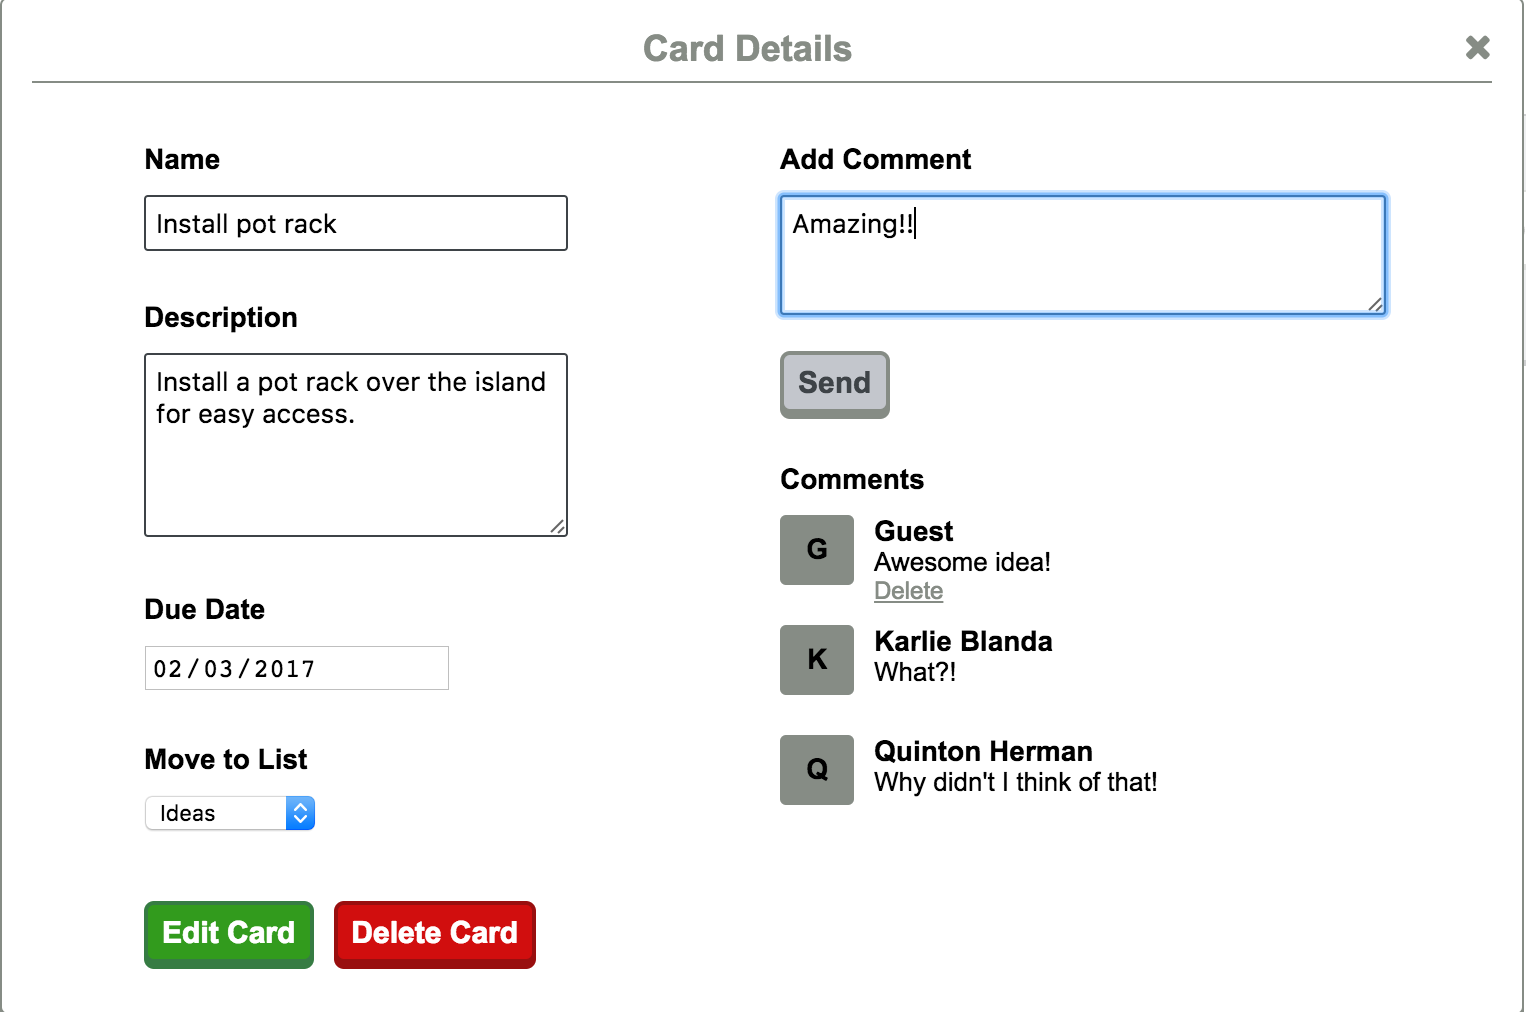 Card Details
Name
Install pot rack
Description
Install a pot rack over the island
for easy access.
Due Date
02/03/2017
Move to List
Ideas
Edit Card
Delete Card
Add Comment
Amazing!!
Send
Comments
G
Guest
Awesome idea!
Delete
K
Karlie Blanda
What?!
Q
Quinton Herman
Why didn't I think of that!